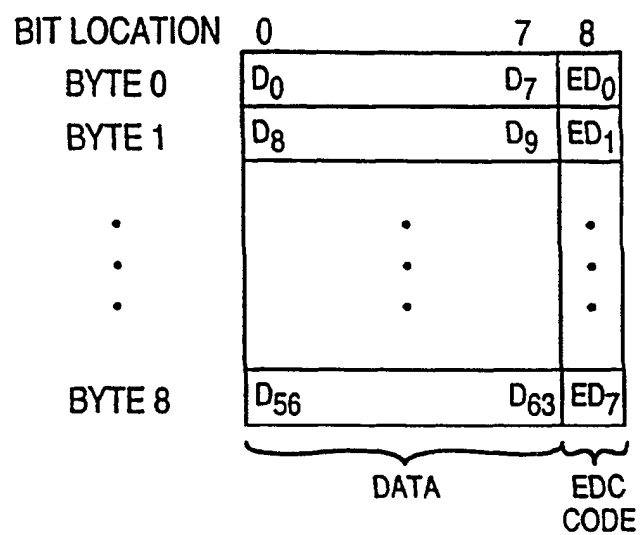 BIT LOCATION 0 7 8
BYTE 0 D0 D7 ED0
BYTE 1 D8 D9 ED1
BYTE 8 D56 D63 ED7
DATA EDC
CODE